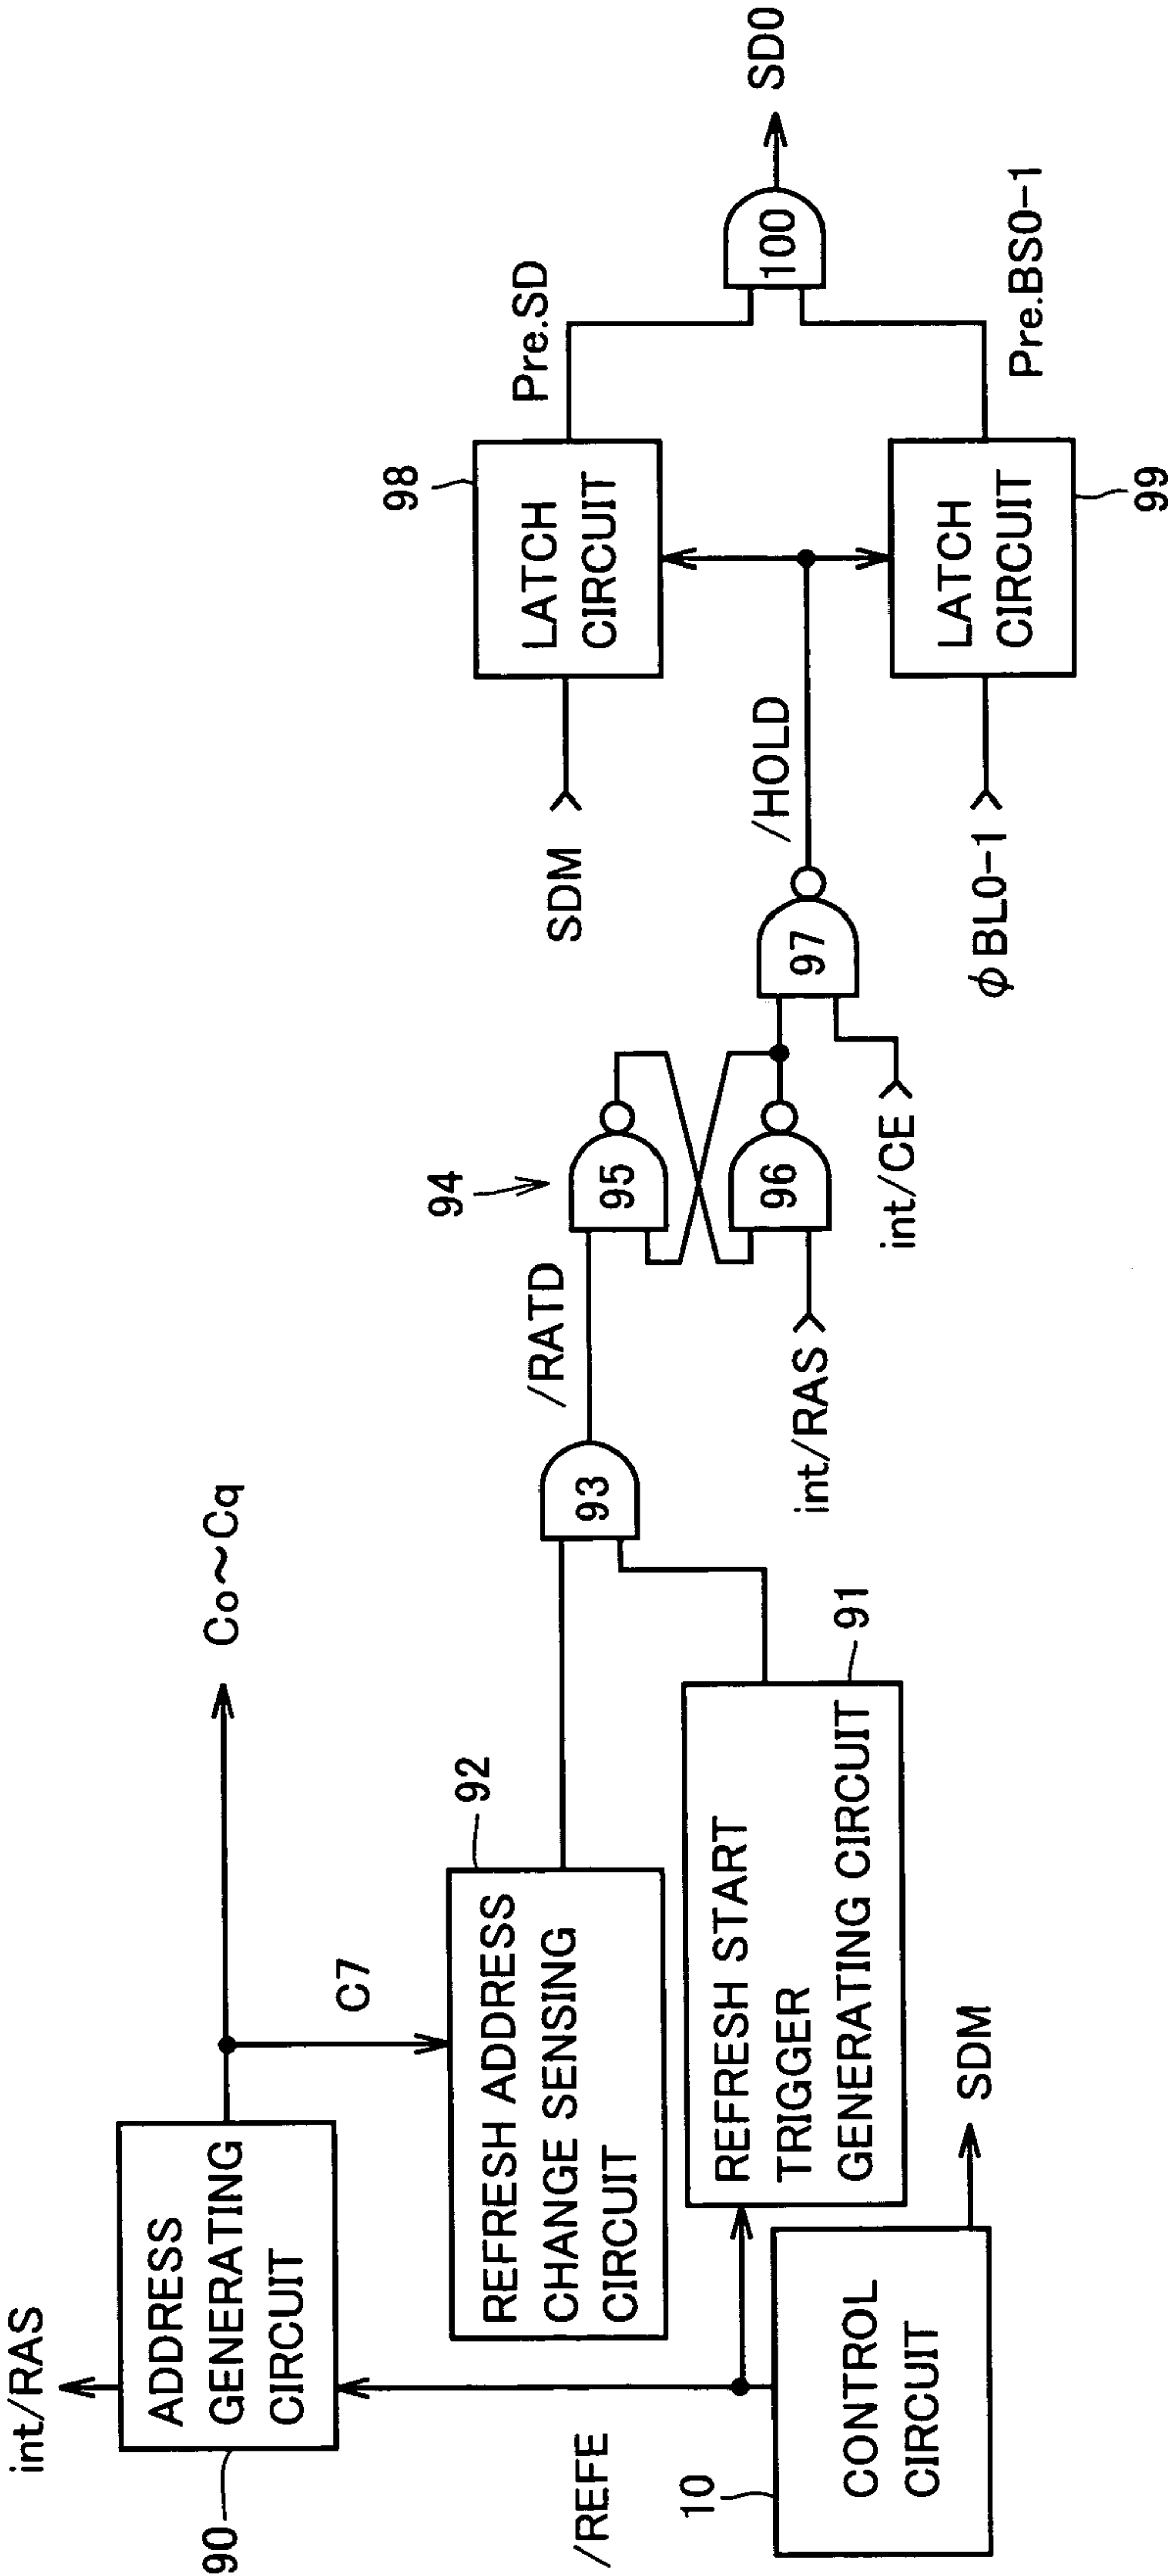 int/RAS
90
ADDRESS
GENERATING
CIRCUIT
Co~Cq
C7
92
REFRESH ADDRESS
CHANGE SENSING
CIRCUIT
/REFE
10
CONTROL
CIRCUIT
SDM
91
REFRESH START
TRIGGER
GENERATING CIRCUIT
93
/RATD
94
95
96
int/RAS
int/CE
97
/HOLD
SDM
98
LATCH
CIRCUIT
Pre.SD
φBL0-1
99
LATCH
CIRCUIT
Pre.BS0-1
100
SD0